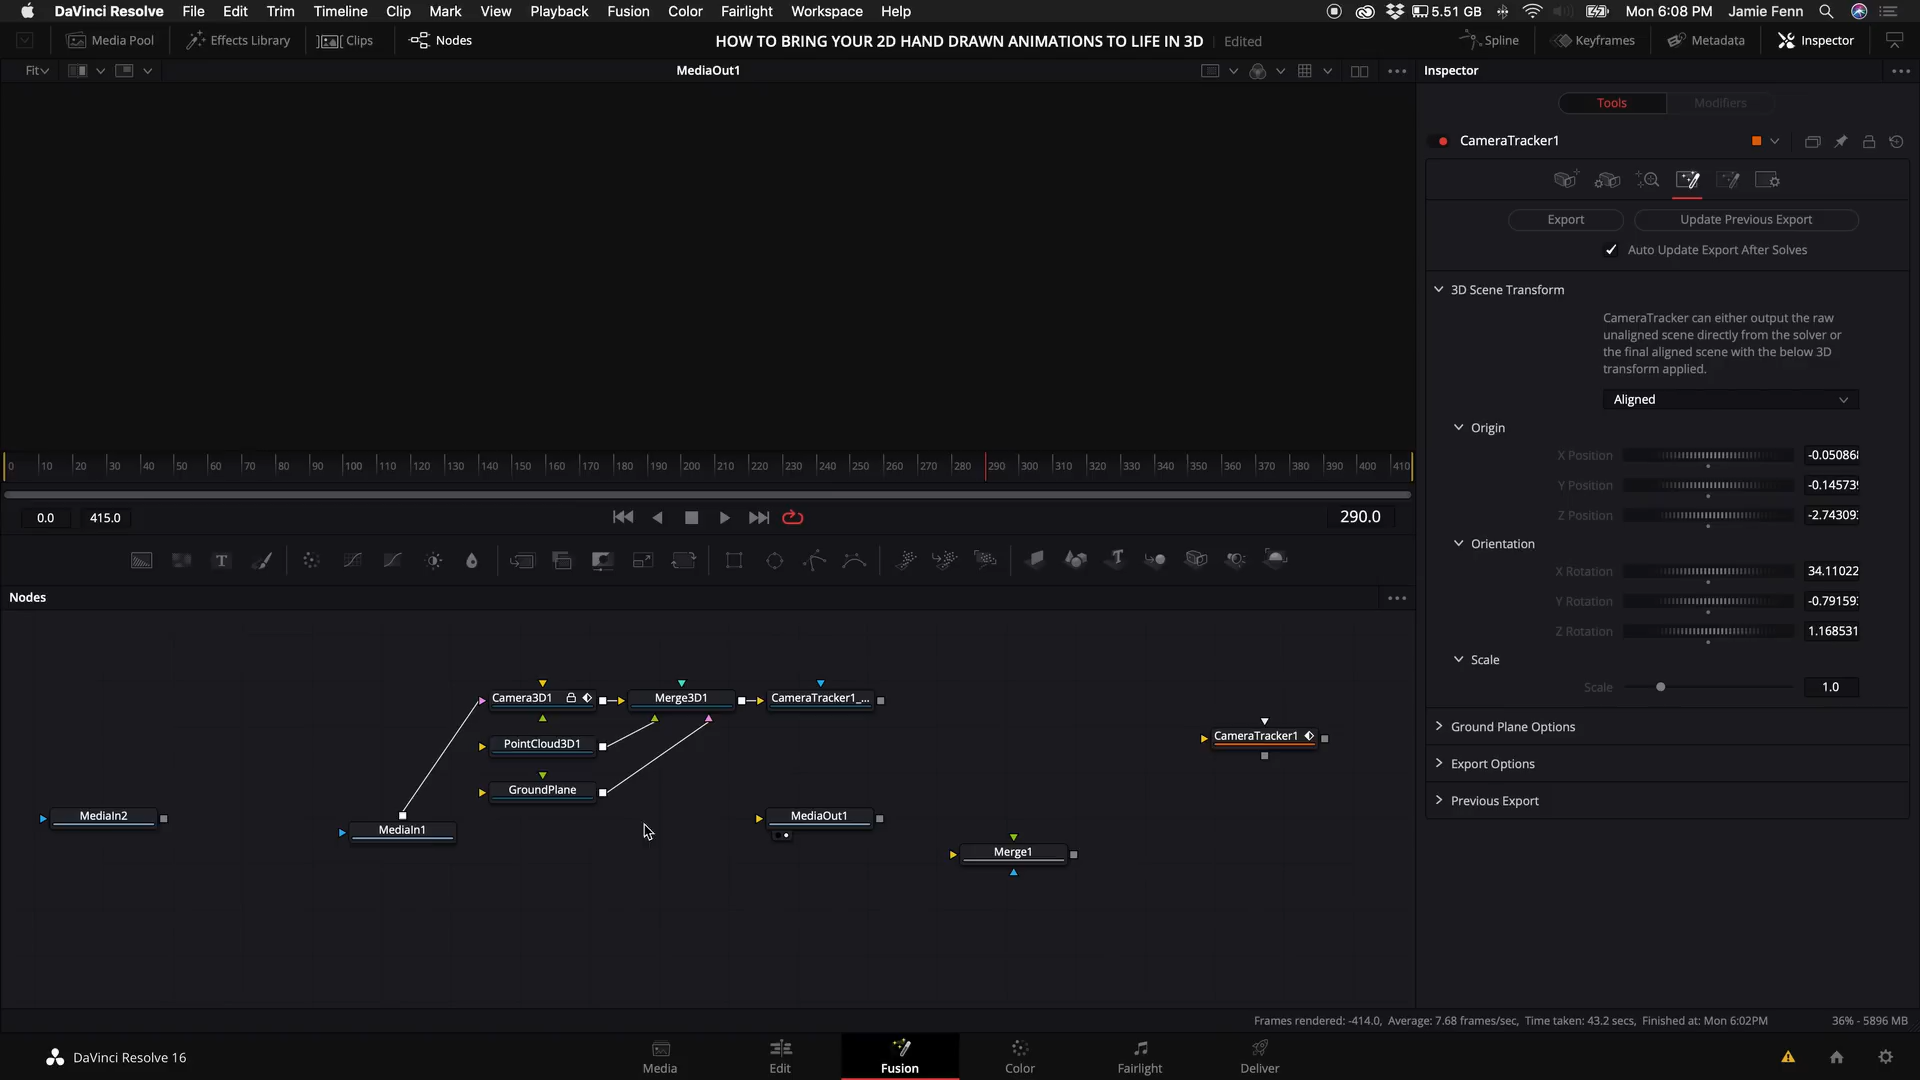 DaVinci Resolve File Edit Trim Timeline Clip Mark View Playback Fusion Color Fairlight Workspace Help 5.51 GB Mon 6:08 PM Jamie Fenn
Media Pool Effects Library Clips Nodes HOW TO BRING YOUR 2D HAND DRAWN ANIMATIONS TO LIFE IN 3D Edited Spline Keyframes Metadata Inspector
Fit MediaOut1 Inspector
Tools Modifiers
CameraTracker1
Export Update Previous Export
Auto Update Export After Solves
3D Scene Transform
CameraTracker can either output the raw
unaligned scene directly from the solver or
the final aligned scene with the below 3D
transform applied.
Aligned
Origin
X Position -0.050868
Y Position -0.145739
Z Position -2.743093
Orientation
X Rotation 34.11022
Y Rotation -0.791593
Z Rotation 1.168531
Scale
Scale 1.0
Ground Plane Options
Export Options
Previous Export
0 10 20 30 40 50 60 70 80 90 100 110 120 130 140 150 160 170 180 190 200 210 220 230 240 250 260 270 280 290 300 310 320 330 340 350 360 370 380 390 400 410
0.0 415.0 290.0
T
Nodes
Camera3D1 Merge3D1 CameraTracker1_...
CameraTracker1
PointCloud3D1
GroundPlane
MediaIn2 MediaIn1 MediaOut1
Merge1
Frames rendered: -414.0, Average: 7.68 frames/sec, Time taken: 43.2 secs, Finished at: Mon 6:02PM 36% - 5896 MB
DaVinci Resolve 16 Media Edit Fusion Color Fairlight Deliver